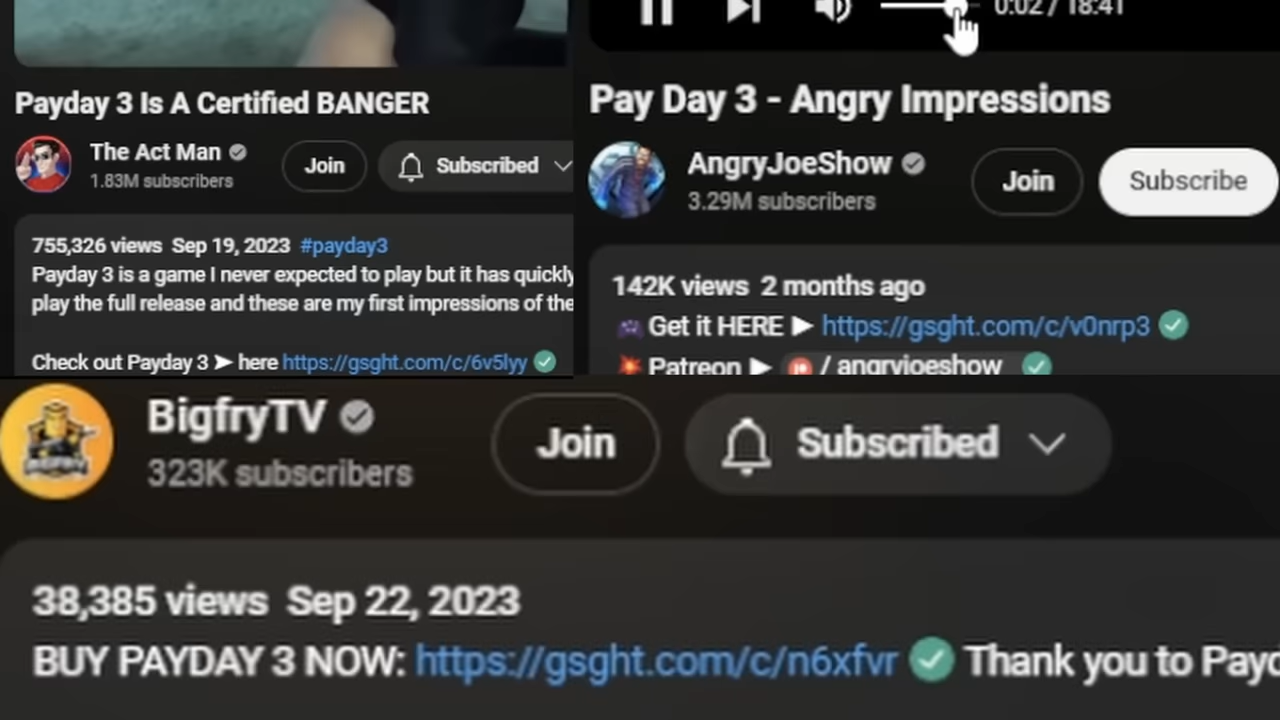 Payday 3 Is A Certified BANGER
The Act Man
1.83M subscribers
Join
Subscribed
755,326 views Sep 19, 2023 #payday3
Payday 3 is a game I never expected to play but it has quickly
play the full release and these are my first impressions of the
Check out Payday 3 ➤ here https://gsght.com/c/6v5lyy
0:02 / 18:41
Pay Day 3 - Angry Impressions
AngryJoeShow
3.29M subscribers
Join
Subscribe
142K views 2 months ago
Get it HERE ► https://gsght.com/c/v0nrp3
Patreon ► / angryjoeshow
BigfryTV
323K subscribers
Join
Subscribed
38,385 views Sep 22, 2023
BUY PAYDAY 3 NOW: https://gsght.com/c/n6xfvr Thank you to Payd